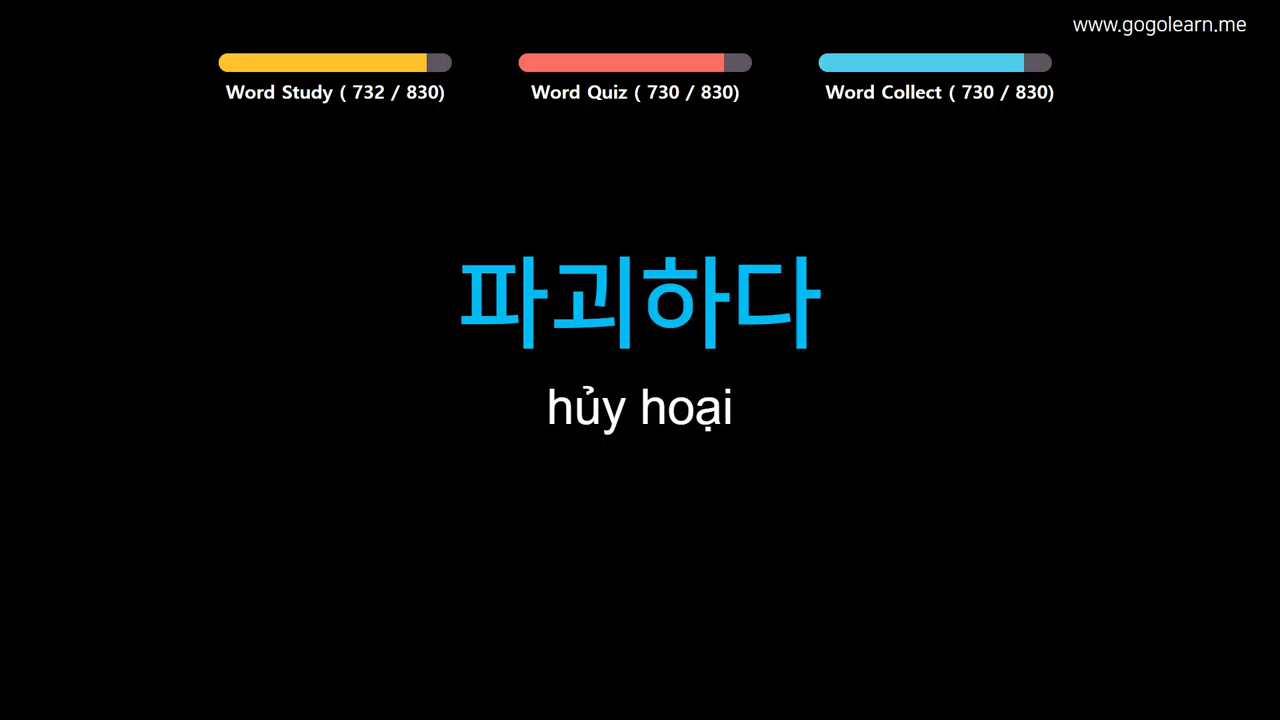 www.gogolearn.me
Word Study ( 732 / 830) Word Quiz ( 730 / 830) Word Collect ( 730 / 830)
파괴하다
hủy hoại